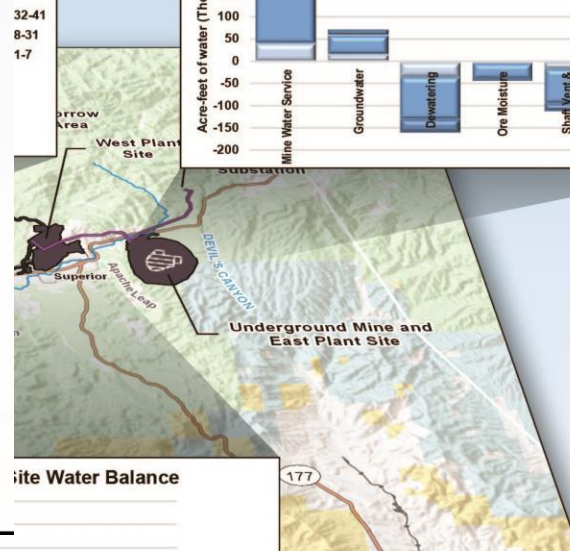 32-41
8-31
1-7
Acre-feet of water
100
50
0
-50
-100
-150
-200
Mine Water Service
Groundwater
Dewatering
Ore Moisture
Shaft Vent &
Area
West Plant
Site
Substation
DEVIL'S CANYON
Superior
Apache Leap
Underground Mine and
East Plant Site
Site Water Balance
177